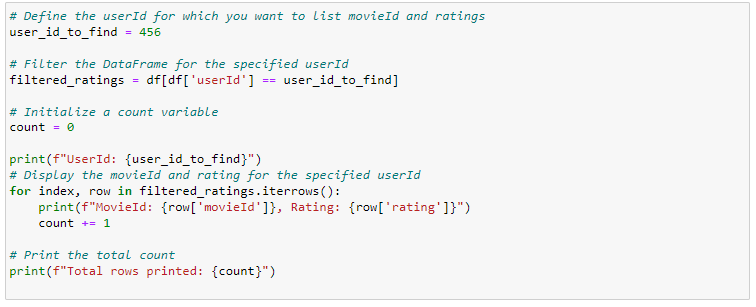 # Define the userId for which you want to list movieId and ratings
user_id_to_find = 456
# Filter the DataFrame for the specified userId
filtered_ratings = df[df['userId'] == user_id_to_find]
# Initialize a count variable
count = 0
print(f"UserId: {user_id_to_find}")
# Display the movieId and rating for the specified userId
for index, row in filtered_ratings.iterrows():
    print(f"MovieId: {row['movieId']}, Rating: {row['rating']}")
    count += 1
# Print the total count
print(f"Total rows printed: {count}")